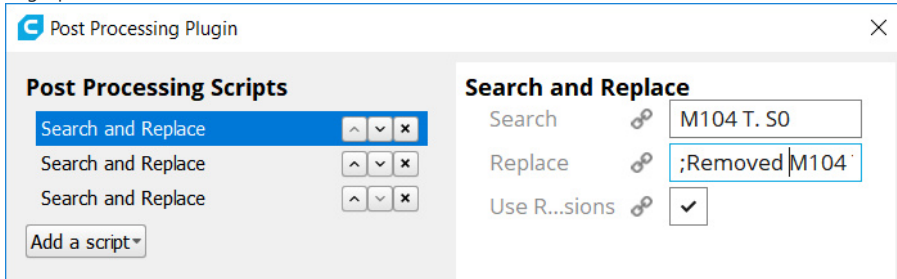 Post Processing Plugin
Post Processing Scripts
Search and Replace
Search and Replace
Search and Replace
Add a script
Search and Replace
Search M104 T. S0
Replace ;Removed M104
Use R...sions